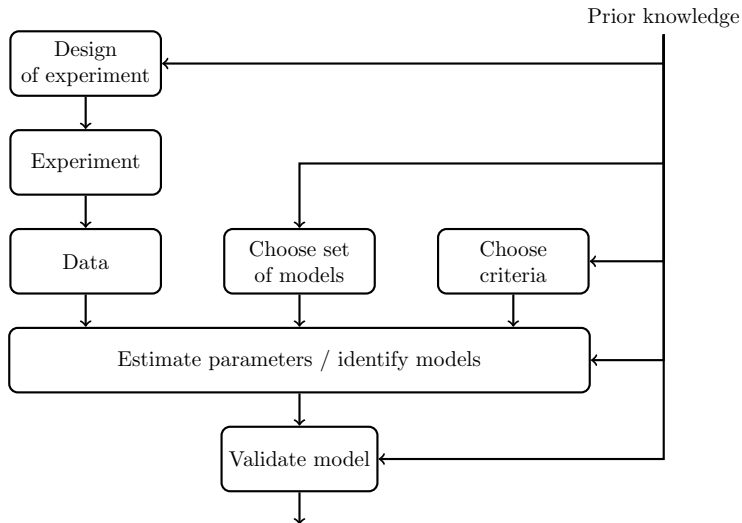 Prior knowledge
Design
of experiment
Experiment
Data
Choose set
of models
Choose
criteria
Estimate parameters / identify models
Validate model